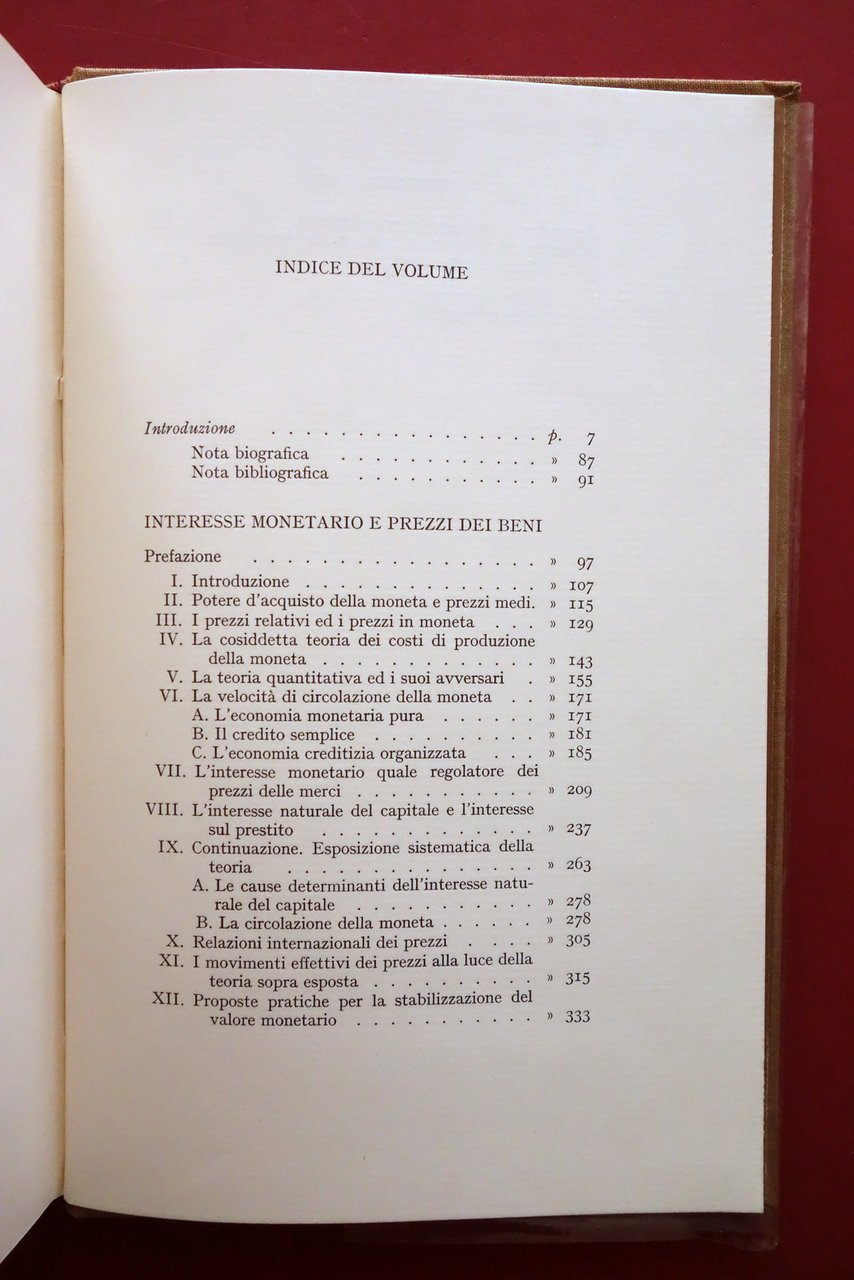 INDICE DEL VOLUME
Introduzione . . . . . . . . . . . . . . . . p. 7
Nota biografica . . . . . . . . . . . . » 87
Nota bibliografica . . . . . . . . . . . » 91
INTERESSE MONETARIO E PREZZI DEI BENI
Prefazione . . . . . . . . . . . . . . . . . » 97
I. Introduzione . . . . . . . . . . . . . . » 107
II. Potere d'acquisto della moneta e prezzi medi. » 115
III. I prezzi relativi ed i prezzi in moneta . . . » 129
IV. La cosiddetta teoria dei costi di produzione
della moneta . . . . . . . . . . . . . » 143
V. La teoria quantitativa ed i suoi avversari . » 155
VI. La velocità di circolazione della moneta . . » 171
A. L'economia monetaria pura . . . . . . » 171
B. Il credito semplice . . . . . . . . . . » 181
C. L'economia creditizia organizzata . . . » 185
VII. L'interesse monetario quale regolatore dei
prezzi delle merci . . . . . . . . . . . » 209
VIII. L'interesse naturale del capitale e l'interesse
sul prestito . . . . . . . . . . . . . » 237
IX. Continuazione. Esposizione sistematica della
teoria . . . . . . . . . . . . . . . » 263
A. Le cause determinanti dell'interesse natu-
rale del capitale . . . . . . . . . . . » 278
B. La circolazione della moneta . . . . . . » 278
X. Relazioni internazionali dei prezzi . . . . » 305
XI. I movimenti effettivi dei prezzi alla luce della
teoria sopra esposta . . . . . . . . . . » 315
XII. Proposte pratiche per la stabilizzazione del
valore monetario . . . . . . . . . . . » 333